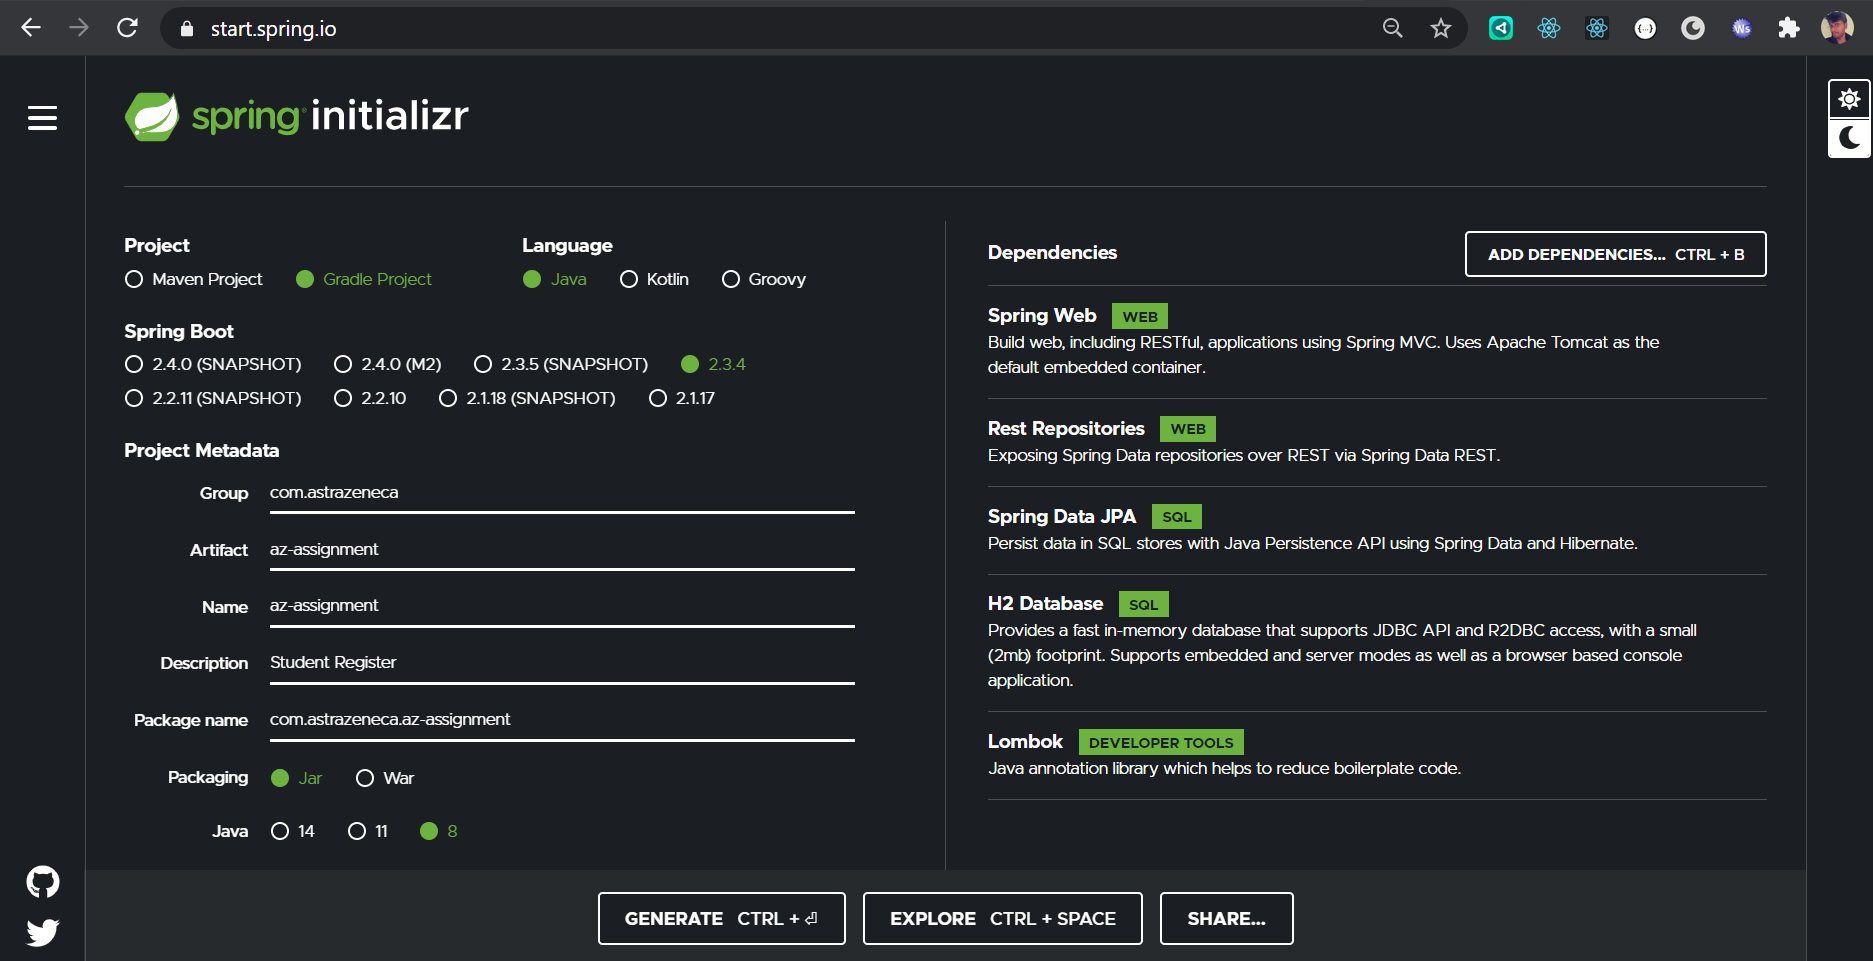 start.spring.io
spring initializr
Project
Maven Project Gradle Project
Language
Java Kotlin Groovy
Spring Boot
2.4.0 (SNAPSHOT) 2.4.0 (M2) 2.3.5 (SNAPSHOT) 2.3.4
2.2.11 (SNAPSHOT) 2.2.10 2.1.18 (SNAPSHOT) 2.1.17
Project Metadata
Group com.astrazeneca
Artifact az-assignment
Name az-assignment
Description Student Register
Package name com.astrazeneca.az-assignment
Packaging Jar War
Java 14 11 8
Dependencies
ADD DEPENDENCIES... CTRL + B
Spring Web WEB
Build web, including RESTful, applications using Spring MVC. Uses Apache Tomcat as the
default embedded container.
Rest Repositories WEB
Exposing Spring Data repositories over REST via Spring Data REST.
Spring Data JPA SQL
Persist data in SQL stores with Java Persistence API using Spring Data and Hibernate.
H2 Database SQL
Provides a fast in-memory database that supports JDBC API and R2DBC access, with a small
(2mb) footprint. Supports embedded and server modes as well as a browser based console
application.
Lombok DEVELOPER TOOLS
Java annotation library which helps to reduce boilerplate code.
GENERATE CTRL + ⏎
EXPLORE CTRL + SPACE
SHARE...